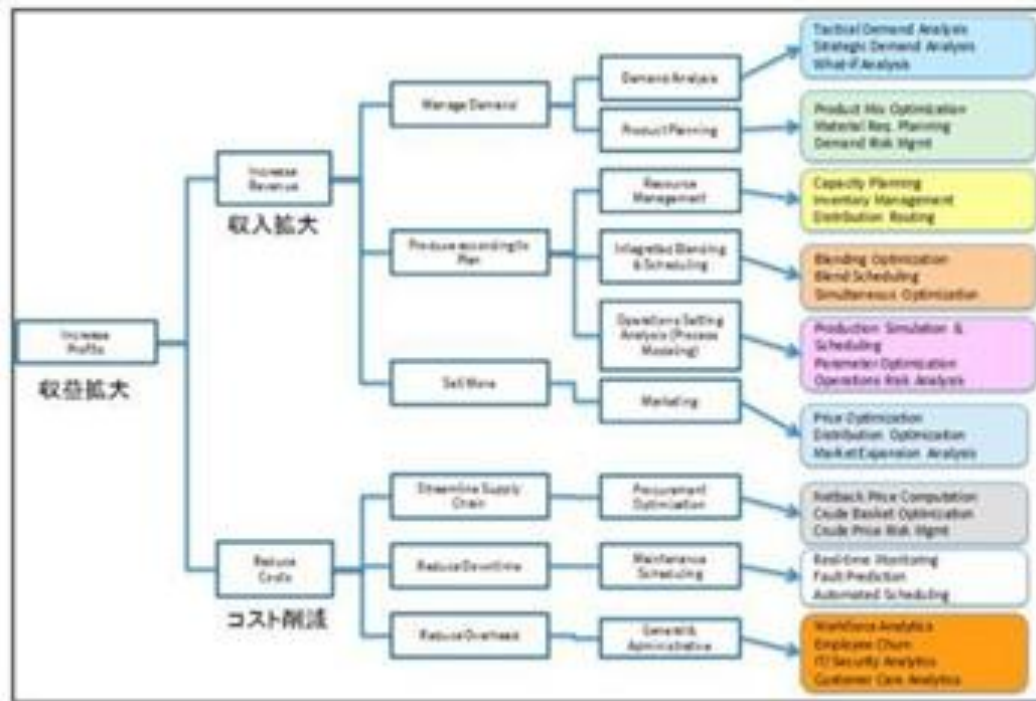 Increase
Profits
収益拡大
Increase
Revenue
収入拡大
Reduce
Costs
コスト削減
Manage Demand
Produce according to
Plan
Sell More
Streamline Supply
Chain
Reduce Downtime
Reduce Overhead
Demand Analysis
Product Planning
Resource
Management
Integrated Blending
& Scheduling
Operations Setting
Analysis (Process
Modeling)
Marketing
Procurement
Optimization
Maintenance
Scheduling
General &
Administrative
Tactical Demand Analysis
Strategic Demand Analysis
What-if Analysis
Product Mix Optimization
Material Req. Planning
Demand Risk Mgmt
Capacity Planning
Inventory Management
Distribution Routing
Blending Optimization
Blend Scheduling
Simultaneous Optimization
Production Simulation &
Scheduling
Parameter Optimization
Operations Risk Analysis
Price Optimization
Distribution Optimization
Market Expansion Analysis
Netback Price Computation
Crude Basket Optimization
Crude Price Risk Mgmt
Real-time Monitoring
Fault Prediction
Automated Scheduling
Workforce Analytics
Employee Churn
IT/Security Analytics
Customer Care Analytics